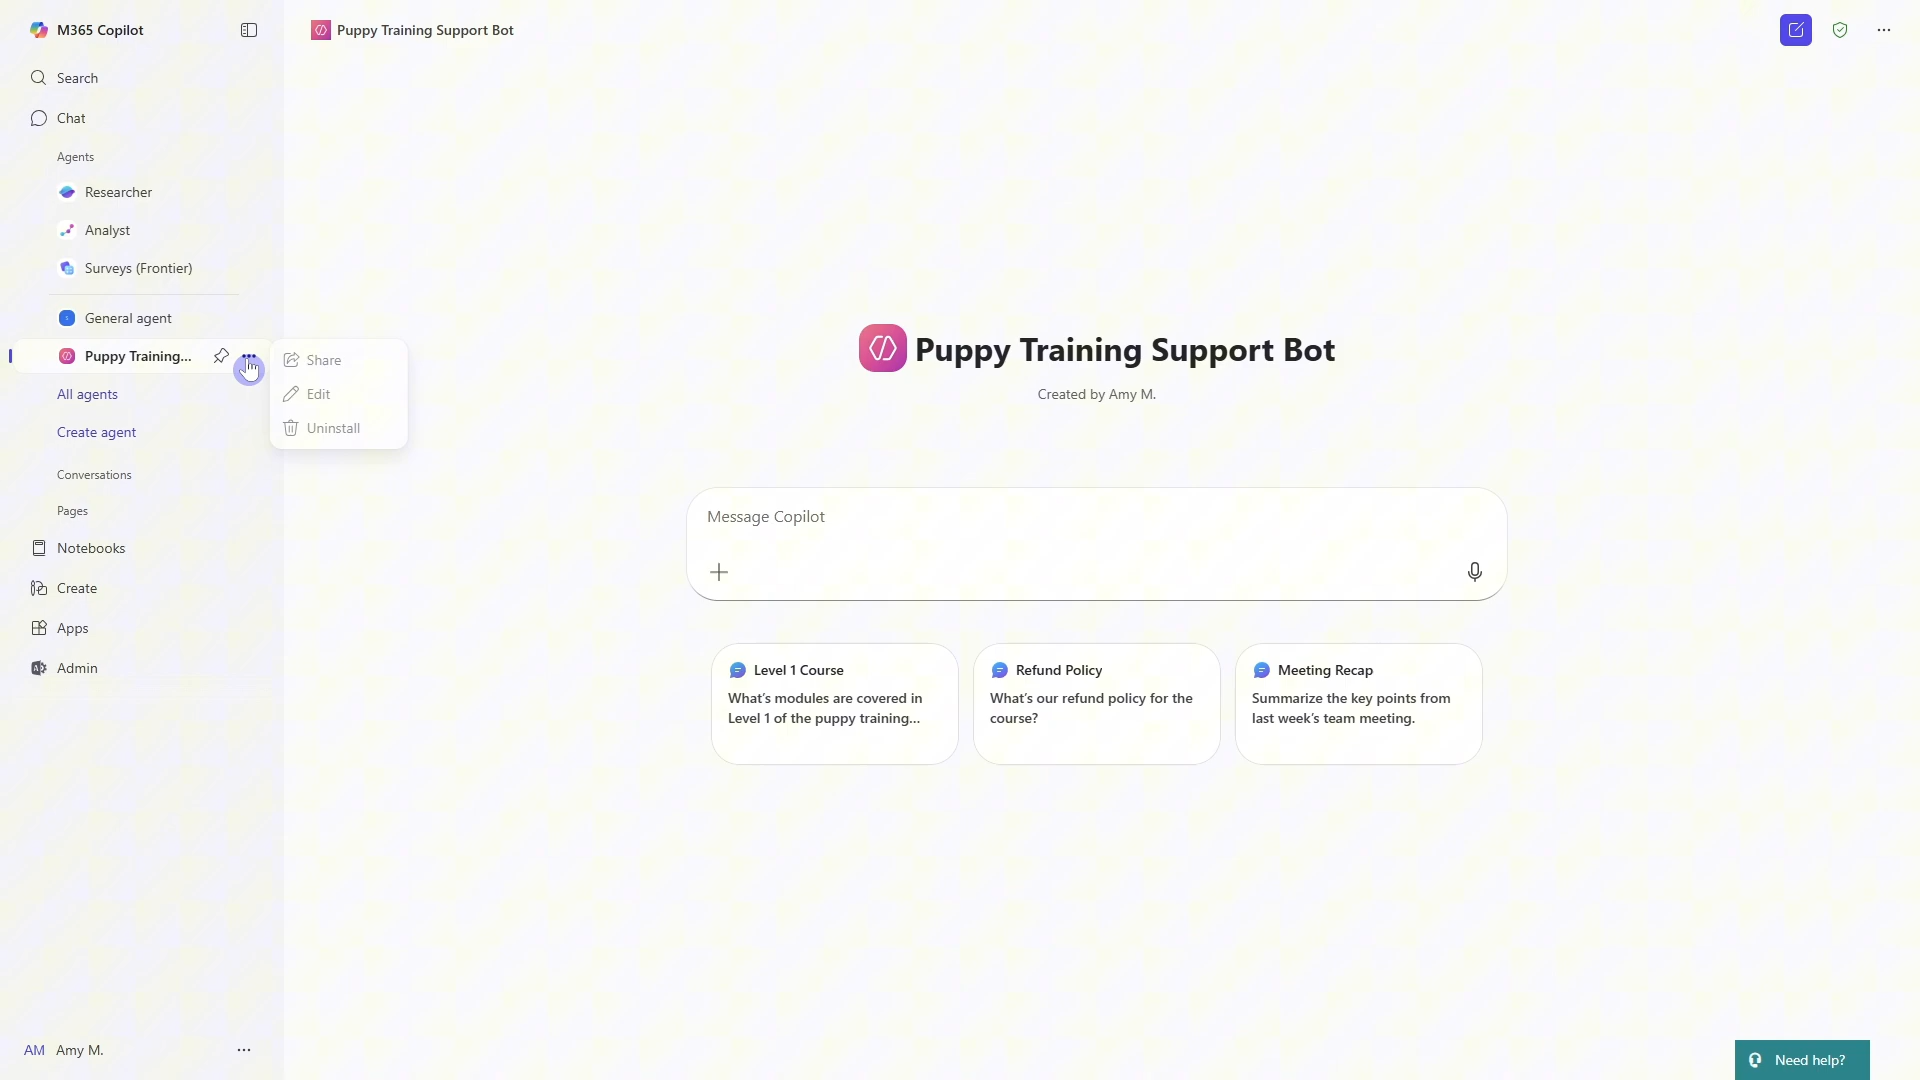 M365 Copilot
Search
Chat
Agents
Researcher
Analyst
Surveys (Frontier)
General agent
Puppy Training...
All agents
Create agent
Conversations
Pages
Notebooks
Create
Apps
Admin
AM Amy M.
Share
Edit
Uninstall
Puppy Training Support Bot
Puppy Training Support Bot
Created by Amy M.
Message Copilot
Level 1 Course
What's modules are covered in
Level 1 of the puppy training...
Refund Policy
What's our refund policy for the
course?
Meeting Recap
Summarize the key points from
last week's team meeting.
Need help?